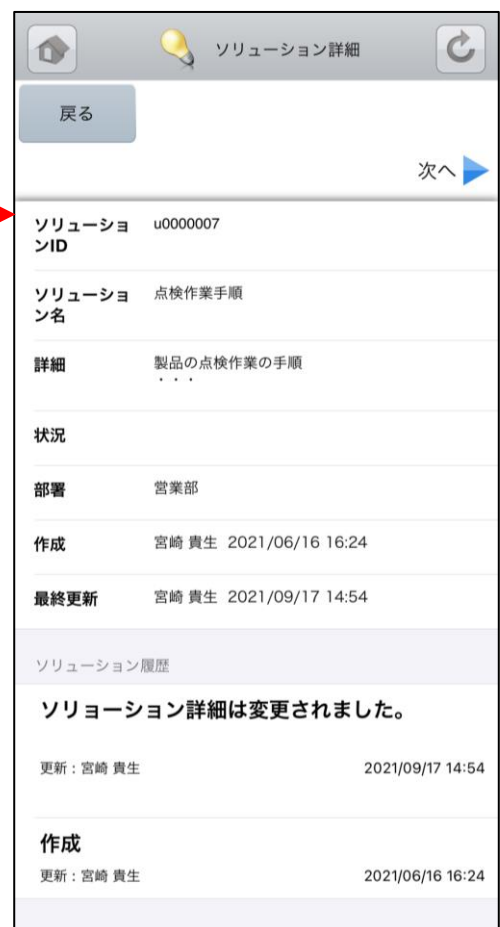 ソリューション詳細
戻る
次へ
ソリューショ
ンID
u0000007
ソリューショ
ン名
点検作業手順
詳細
製品の点検作業の手順
・・・
状況
部署
営業部
作成
宮崎 貴生 2021/06/16 16:24
最終更新
宮崎 貴生 2021/09/17 14:54
ソリューション履歴
ソリョーション詳細は変更されました。
更新：宮崎 貴生
2021/09/17 14:54
作成
更新：宮崎 貴生
2021/06/16 16:24